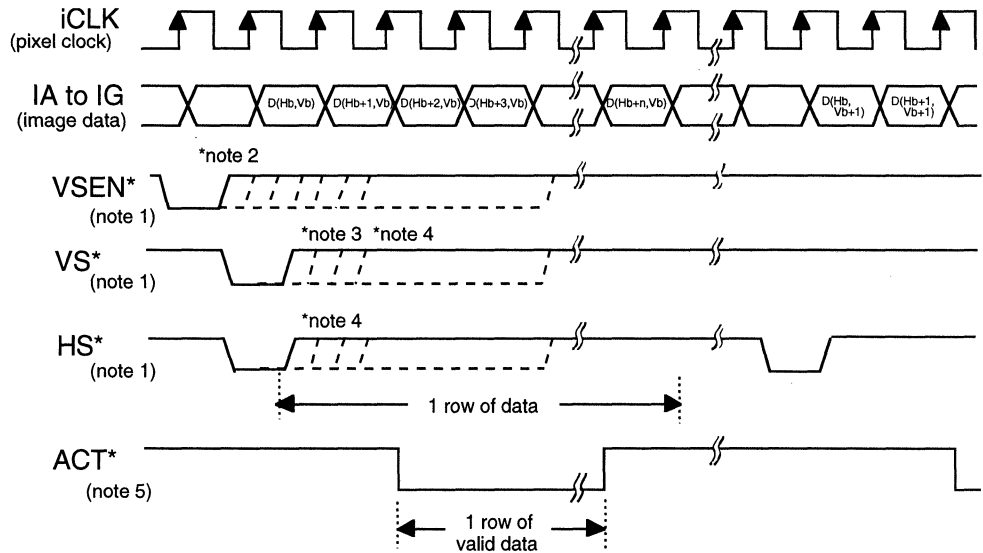 iCLK
(pixel clock)
IA to IG
(image data)
D(Hb,Vb)
D(Hb+1,Vb)
D(Hb+2,Vb)
D(Hb+3,Vb)
D(Hb+n,Vb)
D(Hb,
Vb+1)
D(Hb+1,
Vb+1)
*note 2
VSEN*
(note 1)
*note 3
*note 4
VS*
(note 1)
*note 4
HS*
(note 1)
1 row of data
ACT*
(note 5)
1 row of
valid data